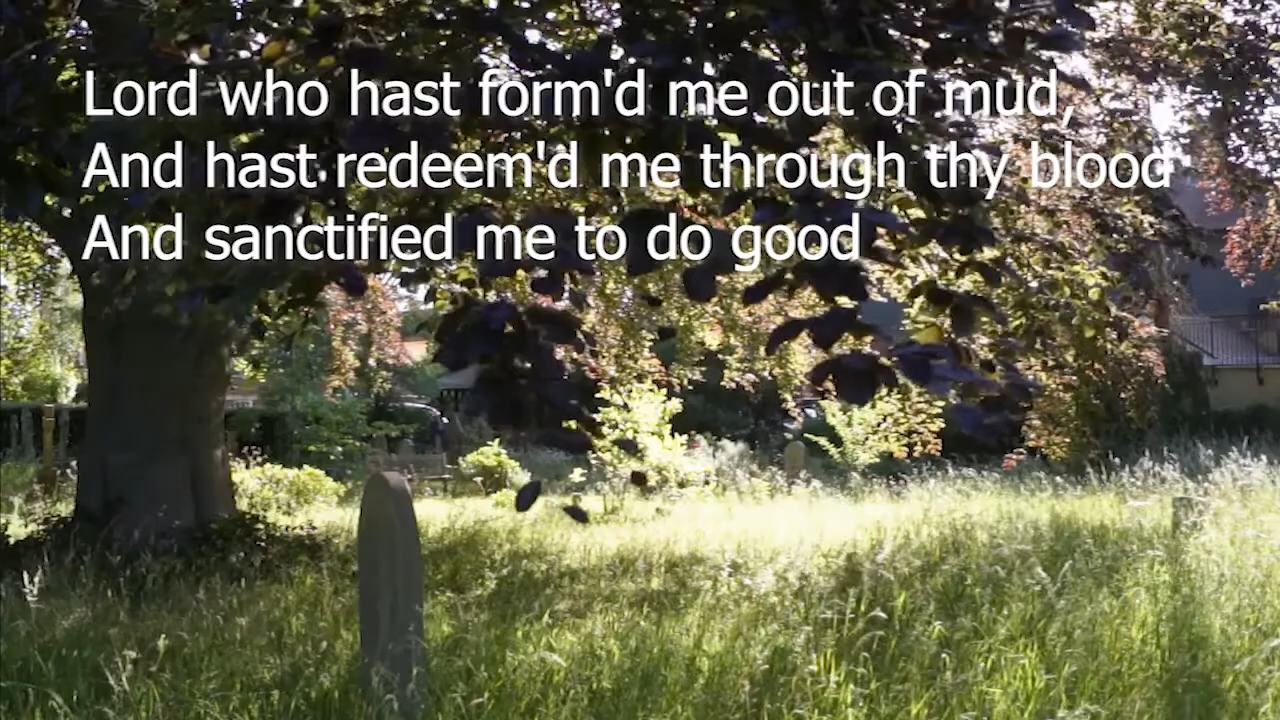 Lord who hast form'd me out of mud,
And hast redeem'd me through thy blood
And sanctified me to do good